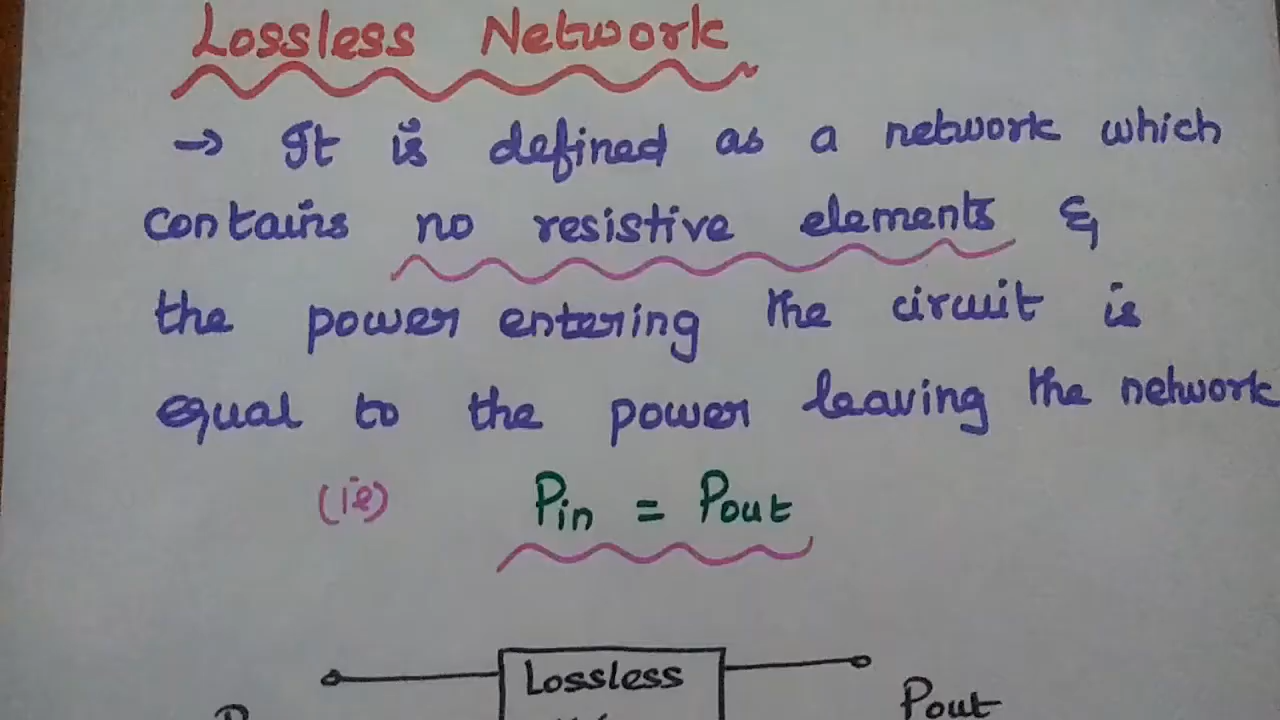 Lossless Network
→ It is defined as a network which
contains no resistive elements &
the power entering the circuit is
equal to the power leaving the network
(ie) Pin = Pout
Lossless
Pout